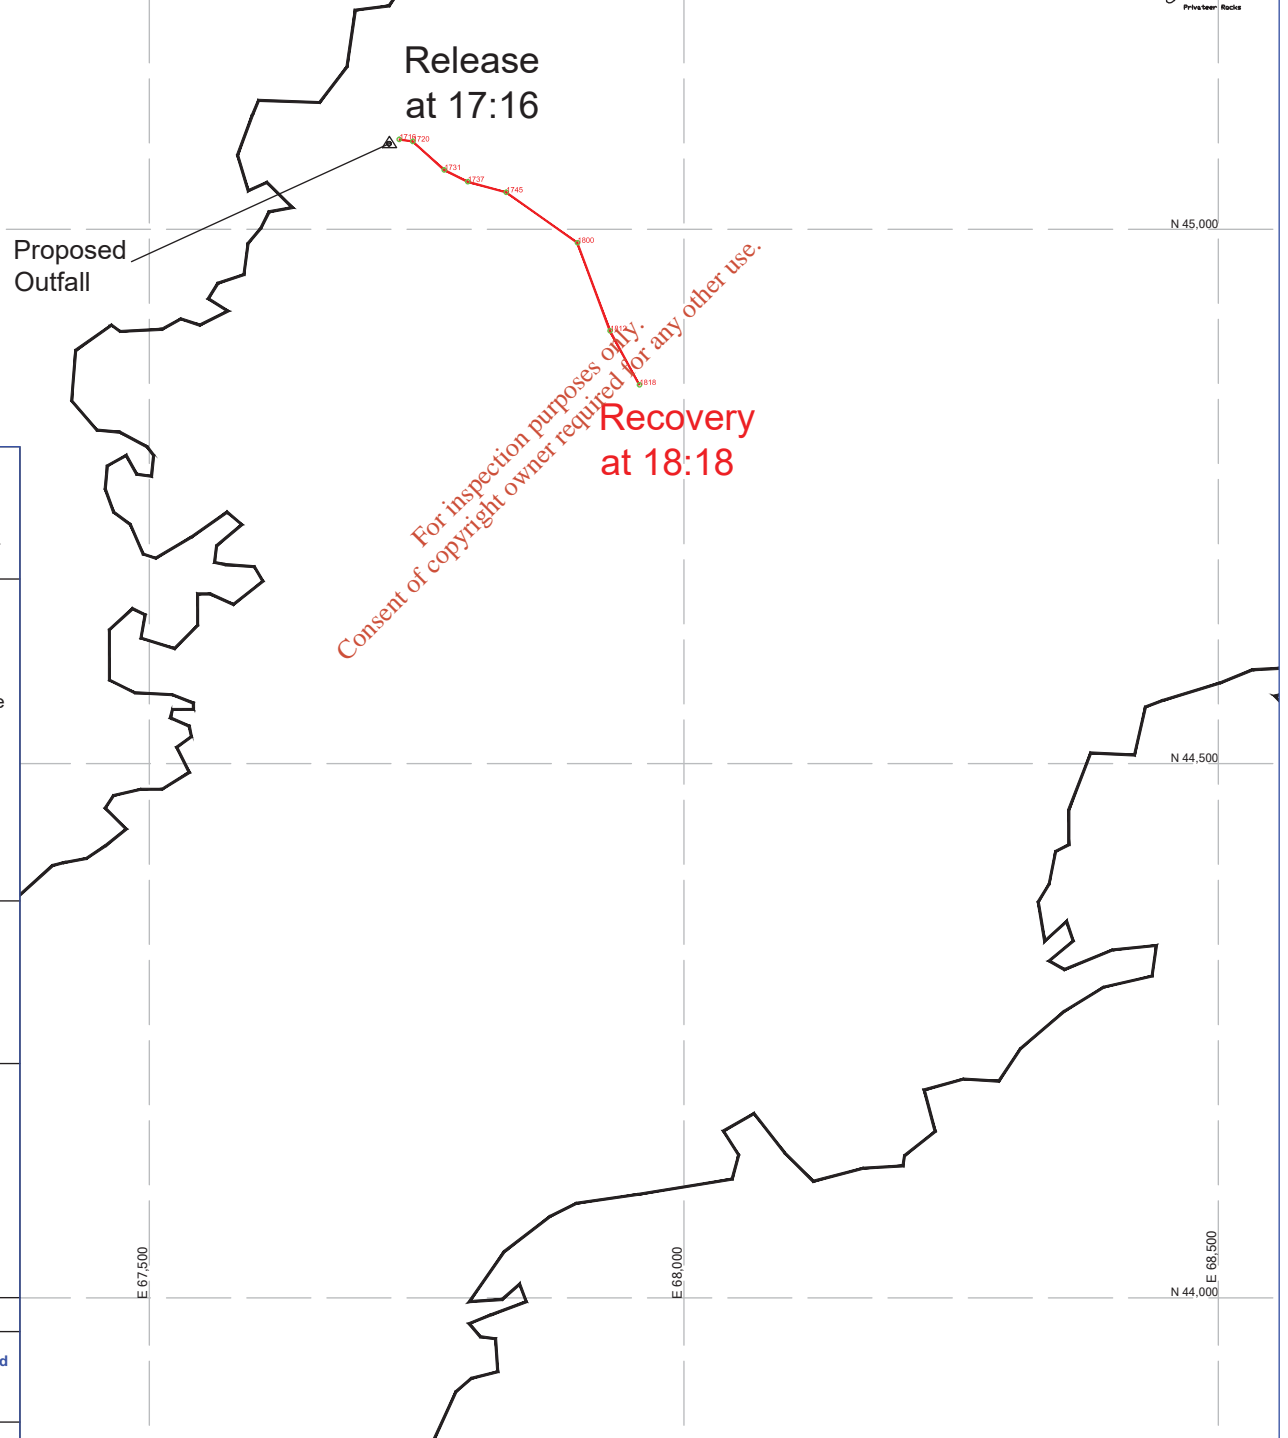 Privateer Rocks
Release
at 17:16
1716
1720
1731
1737
1745
Proposed
Outfall
N 45,000
1800
1812
1818
For inspection purposes only.
Consent of copyright owner required for any other use.
Recovery
at 18:18
e
N 44,500
E 67,500
E 68,000
E 68,500
N 44,000
d